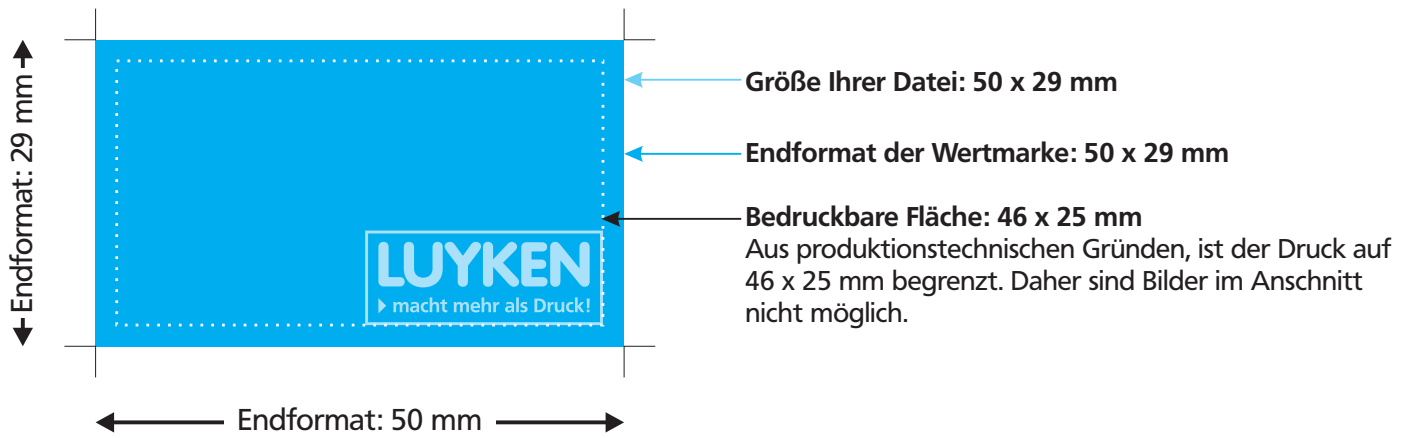 Endformat: 29 mm
Größe Ihrer Datei: 50 x 29 mm
Endformat der Wertmarke: 50 x 29 mm
Bedruckbare Fläche: 46 x 25 mm
Aus produktionstechnischen Gründen, ist der Druck auf
46 x 25 mm begrenzt. Daher sind Bilder im Anschnitt
nicht möglich.
LUYKEN
macht mehr als Druck!
Endformat: 50 mm